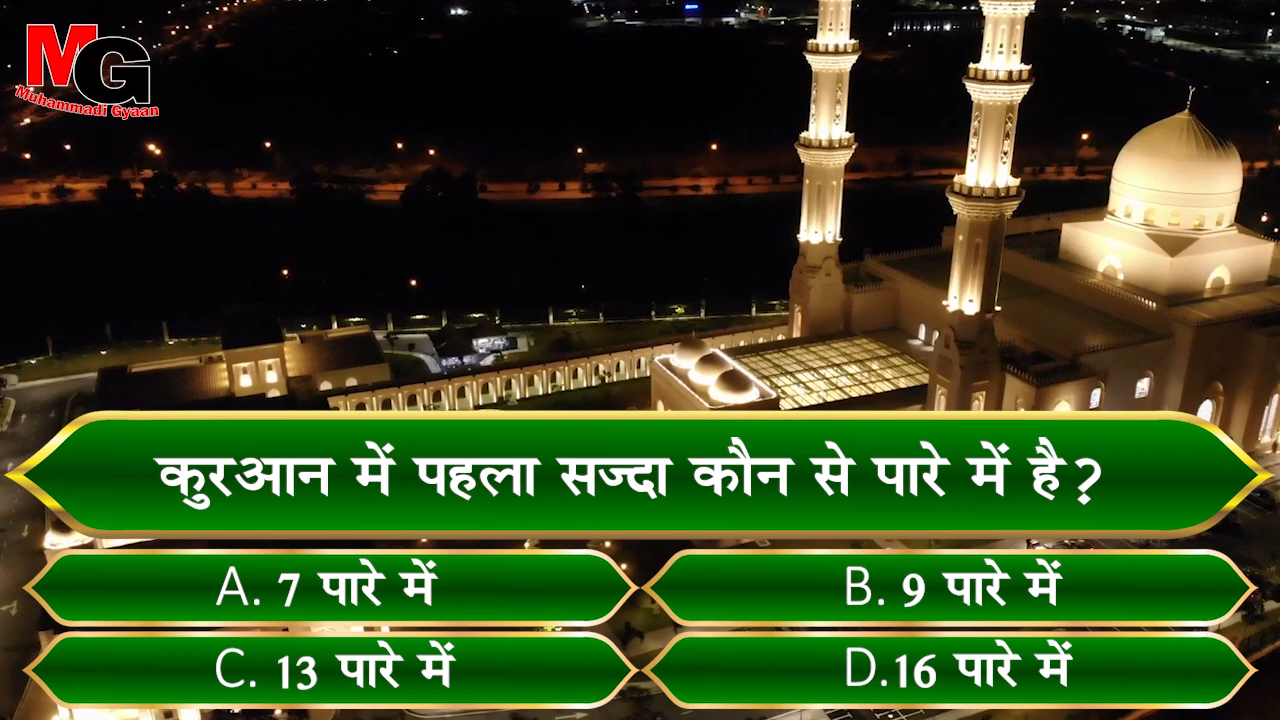 MG
Muhammadi Gyaan
कुरआन में पहला सज्दा कौन से पारे में है?
A. 7 पारे में
B. 9 पारे में
C. 13 पारे में
D.16 पारे में